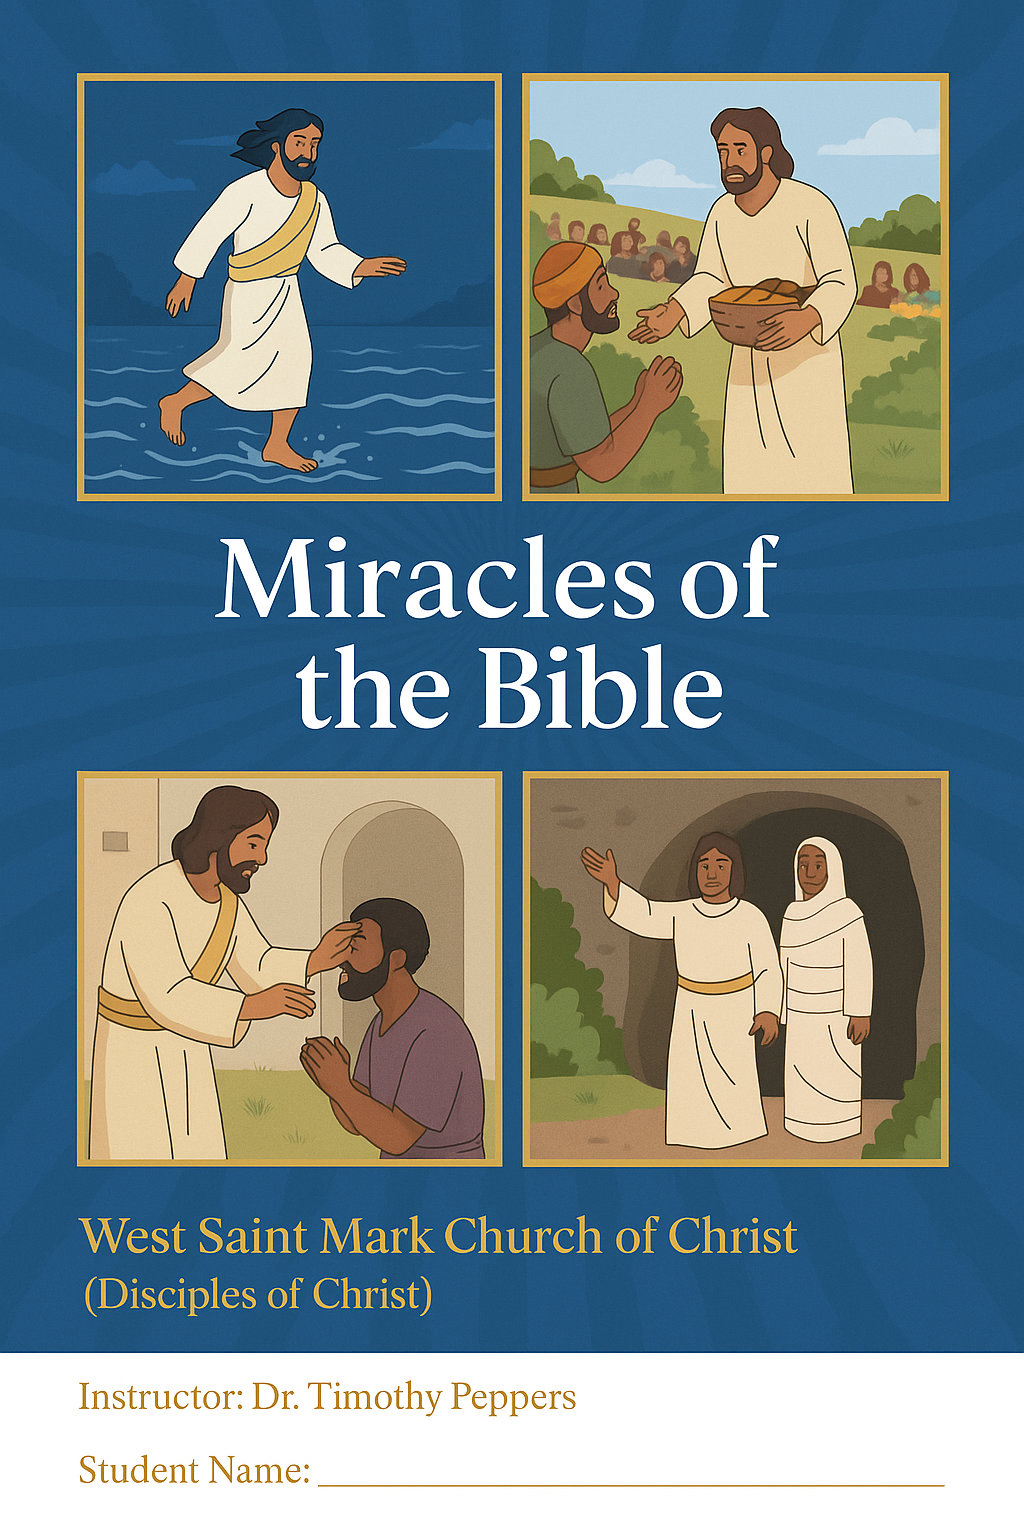 Miracles of
the Bible
West Saint Mark Church of Christ
(Disciples of Christ)
Instructor: Dr. Timothy Peppers
Student Name: